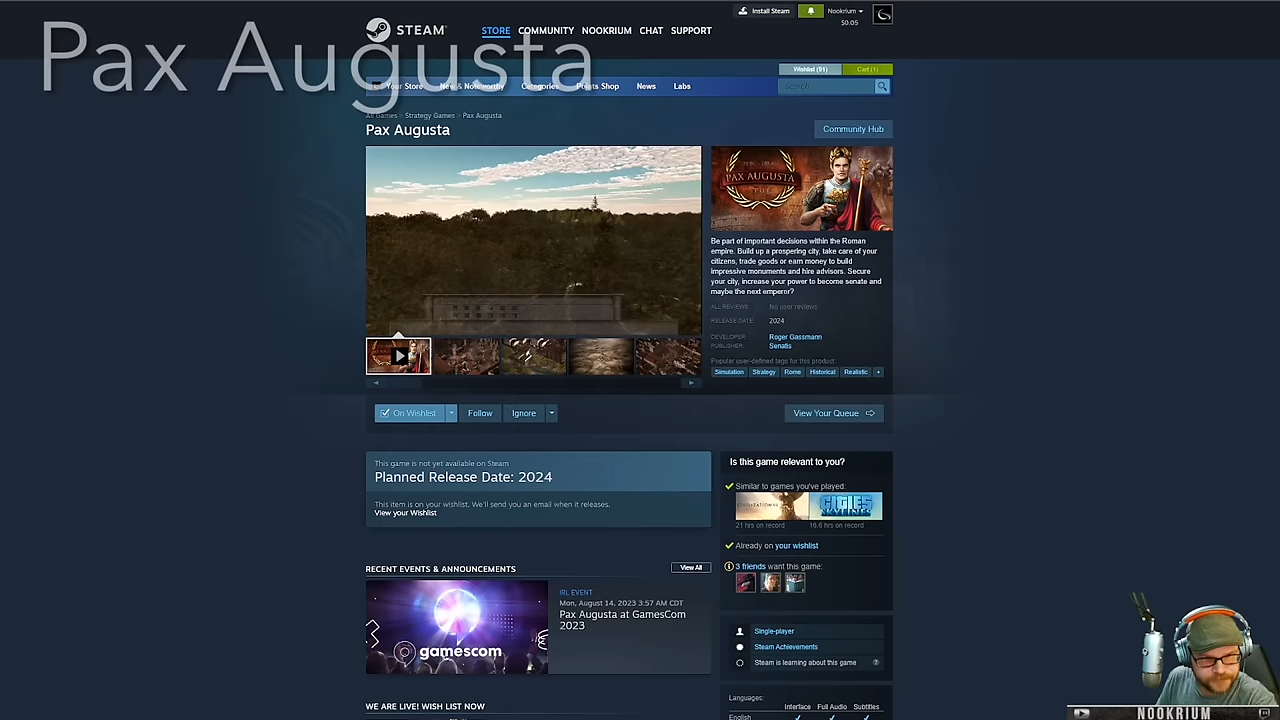 Pax Augusta
Install Steam
Nookrium
$0.05
STEAM
STORE COMMUNITY NOOKRIUM CHAT SUPPORT
Wishlist (91) Cart (1)
Your Store New & Noteworthy Categories Points Shop News Labs
All Games > Strategy Games > Pax Augusta
Pax Augusta
Community Hub
PAX AUGUSTA
Be part of important decisions within the Roman
empire. Build up a prospering city, take care of your
citizens, trade goods or earn money to build
impressive monuments and hire advisors. Secure
your city, increase your power to become senate and
maybe the next emperor?
ALL REVIEWS: No user reviews
RELEASE DATE: 2024
DEVELOPER: Roger Gassmann
PUBLISHER: Senatis
Popular user-defined tags for this product:
Simulation Strategy Rome Historical Realistic +
On Wishlist Follow Ignore
View Your Queue
This game is not yet available on Steam
Planned Release Date: 2024
This item is on your wishlist. We'll send you an email when it releases.
View your Wishlist
Is this game relevant to you?
Similar to games you've played:
CITIES
SKYLINES
21 hrs on record 16.6 hrs on record
Already on your wishlist
3 friends want this game:
RECENT EVENTS & ANNOUNCEMENTS
View All
gamescom
IRL EVENT
Mon, August 14, 2023 3:57 AM CDT
Pax Augusta at GamesCom
2023
Single-player
Steam Achievements
Steam is learning about this game ?
Languages:
Interface Full Audio Subtitles
English
WE ARE LIVE! WISH LIST NOW
NOOKRIUM